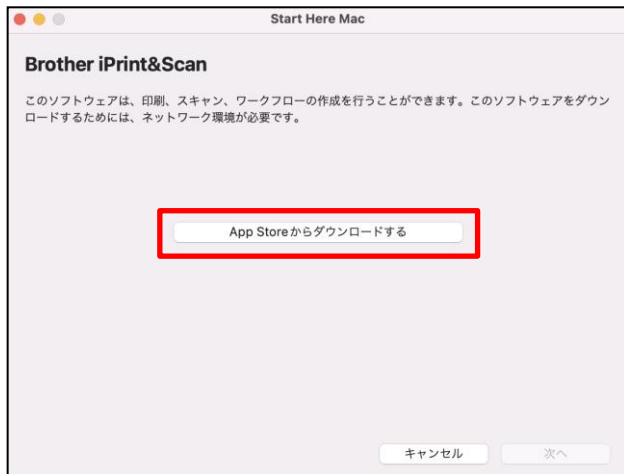 Start Here Mac
Brother iPrint&Scan
このソフトウェアは、印刷、スキャン、ワークフローの作成を行うことができます。このソフトウェアをダウン
ロードするためには、ネットワーク環境が必要です。
App Storeからダウンロードする
キャンセル
次へ